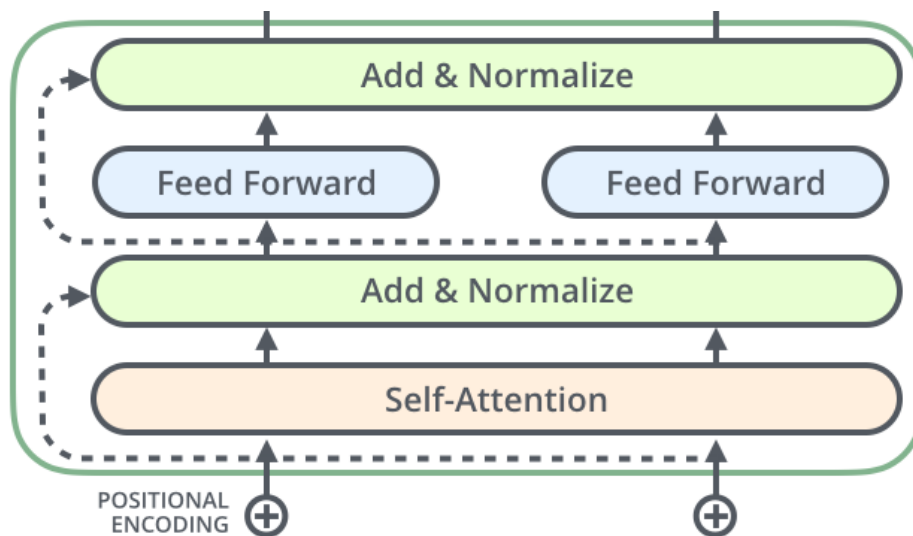 Add & Normalize
Feed Forward
Feed Forward
Add & Normalize
Self-Attention
POSITIONAL
ENCODING